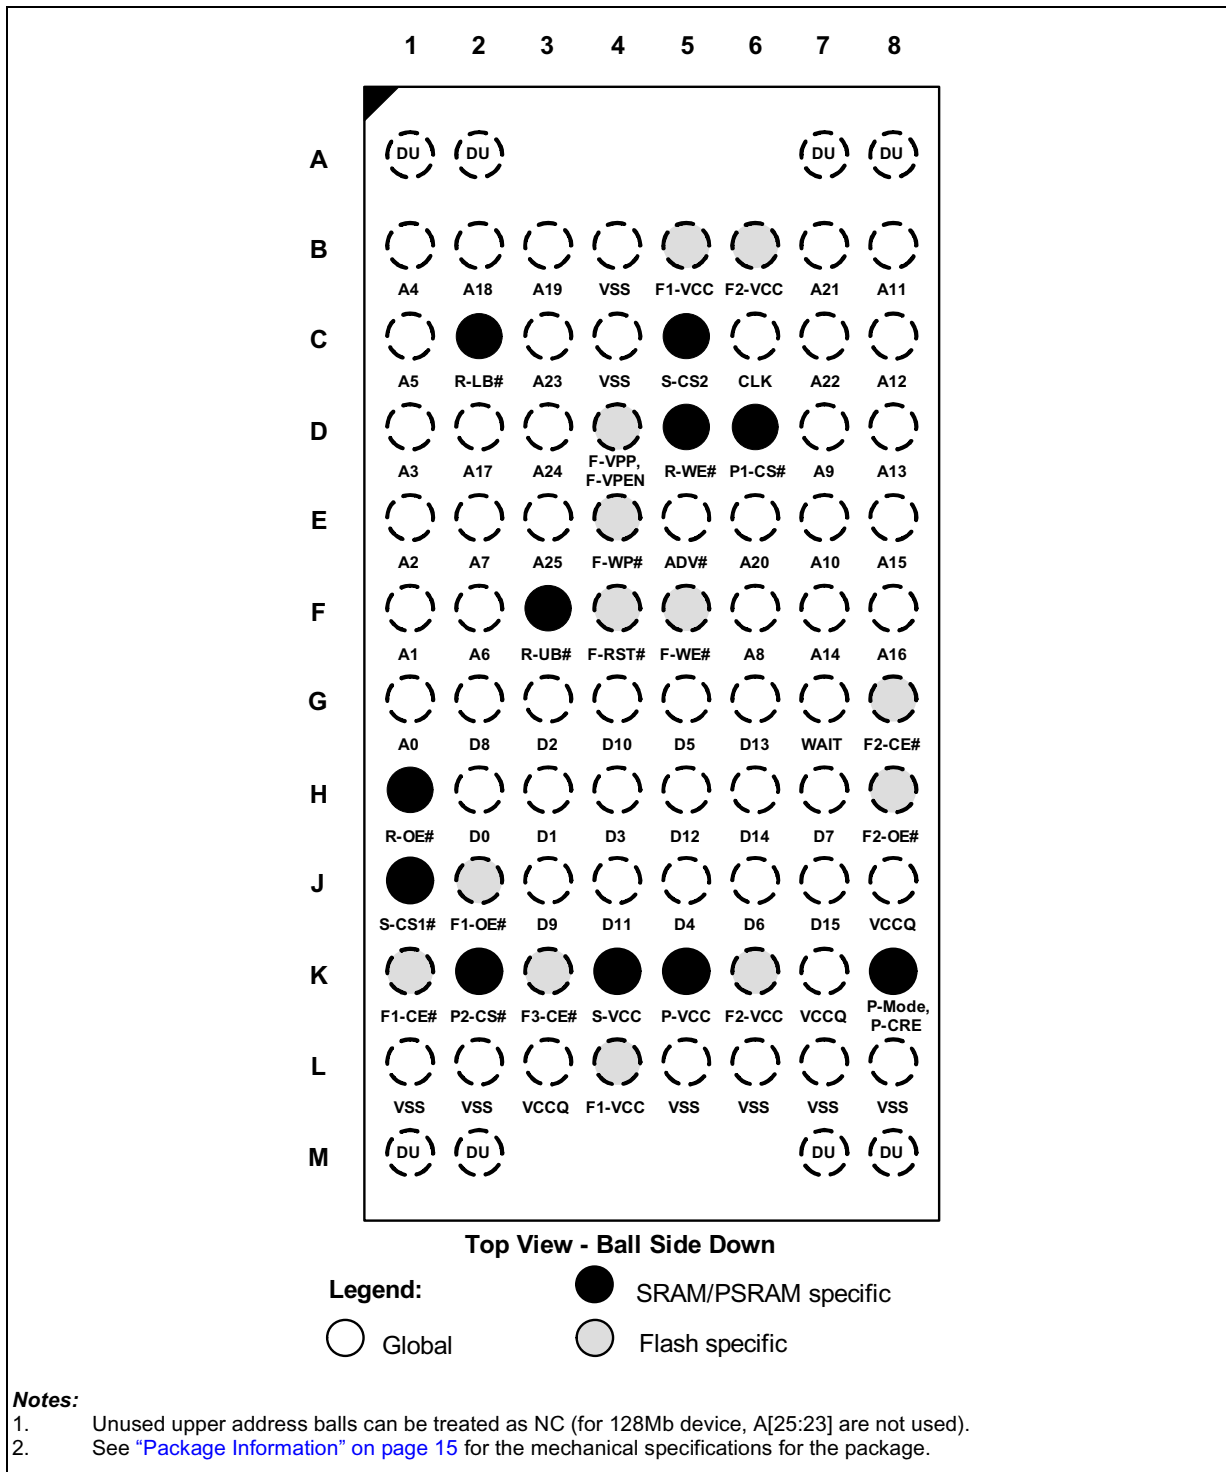 1 2 3 4 5 6 7 8
A DU DU DU DU
B
A4 A18 A19 VSS F1-VCC F2-VCC A21 A11
C
A5 R-LB# A23 VSS S-CS2 CLK A22 A12
D
A3 A17 A24 F-VPP, F-VPEN R-WE# P1-CS# A9 A13
E
A2 A7 A25 F-WP# ADV# A20 A10 A15
F
A1 A6 R-UB# F-RST# F-WE# A8 A14 A16
G
A0 D8 D2 D10 D5 D13 WAIT F2-CE#
H
R-OE# D0 D1 D3 D12 D14 D7 F2-OE#
J
S-CS1# F1-OE# D9 D11 D4 D6 D15 VCCQ
K
F1-CE# P2-CS# F3-CE# S-VCC P-VCC F2-VCC VCCQ P-Mode, P-CRE
L
VSS VSS VCCQ F1-VCC VSS VSS VSS VSS
M DU DU DU DU
Top View - Ball Side Down
Legend:
SRAM/PSRAM specific
Global
Flash specific
Notes:
1. Unused upper address balls can be treated as NC (for 128Mb device, A[25:23] are not used).
2. See “Package Information” on page 15 for the mechanical specifications for the package.